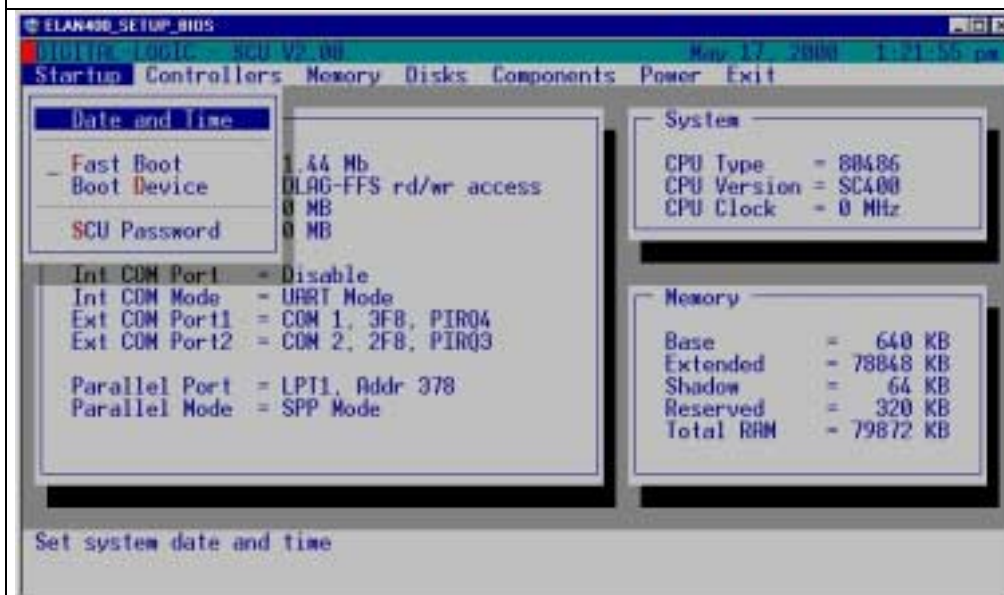 ELAN400_SETUP_BIOS
DIGITAL-LOGIC - SCU V2.00 May 17, 2000 1:21:55 pm
Startup Controllers Memory Disks Components Power Exit
Date and Time
Fast Boot
Boot Device
SCU Password
1.44 Mb
rd/wr access
0 MB
0 MB
Int COM Port = Disable
Int COM Mode = UART Mode
Ext COM Port1 = COM 1, 3F8, PIRQ4
Ext COM Port2 = COM 2, 2F8, PIRQ3
Parallel Port = LPT1, Addr 378
Parallel Mode = SPP Mode
System
CPU Type = 80486
CPU Version = SC400
CPU Clock = 0 MHz
Memory
Base = 640 KB
Extended = 78848 KB
Shadow = 64 KB
Reserved = 320 KB
Total RAM = 79872 KB
Set system date and time